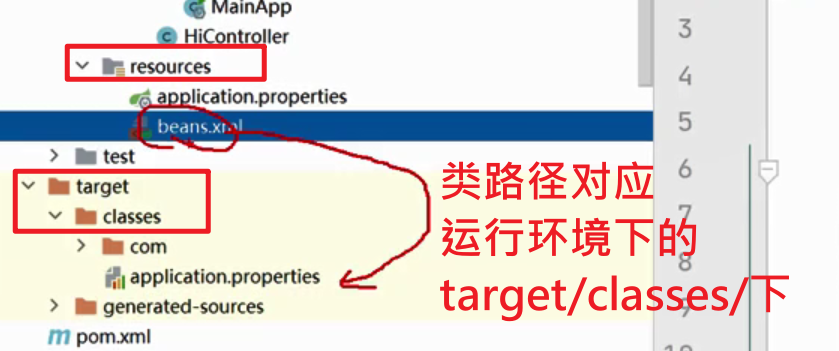 MainApp
HiController
resources
application.properties
beans.xml
test
target
classes
com
application.properties
generated-sources
pom.xml
3
4
5
6
7
8
9
10
类路径对应
运行环境下的
target/classes/下